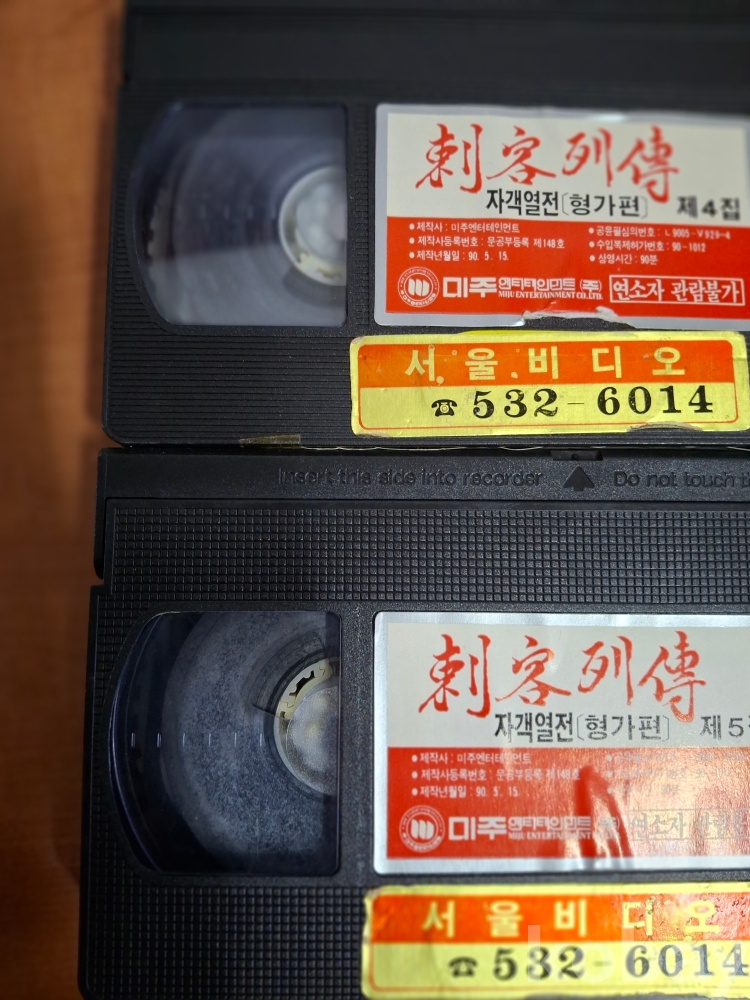 刺客列傳
자객열전〔형가편〕 제4집
● 제작사 : 미주엔터테인먼트
● 제작사등록번호 : 문공부등록 제148호
● 제작년월일 : 90. 5. 15.
● 공윤필심의번호 : L 9005-V929-4
● 수입복제허가번호 : 90-1012
● 상영시간 : 90분
미주 엔터테인먼트 (주)
MIJU ENTERTAINMENT CO., LTD.
연소자 관람불가
서울비디오
☎ 532-6014
Insert this side into recorder ▲ Do not touch
刺客列傳
자객열전〔형가편〕 제5
● 제작사 : 미주엔터테인먼트
● 제작사등록번호 : 문공부등록 제148호
● 제작년월일 : 90. 5. 15.
미주 엔터테인먼트
MIJU ENTERTAINMENT
연소자 관람
서울비디오
☎ 532-6014